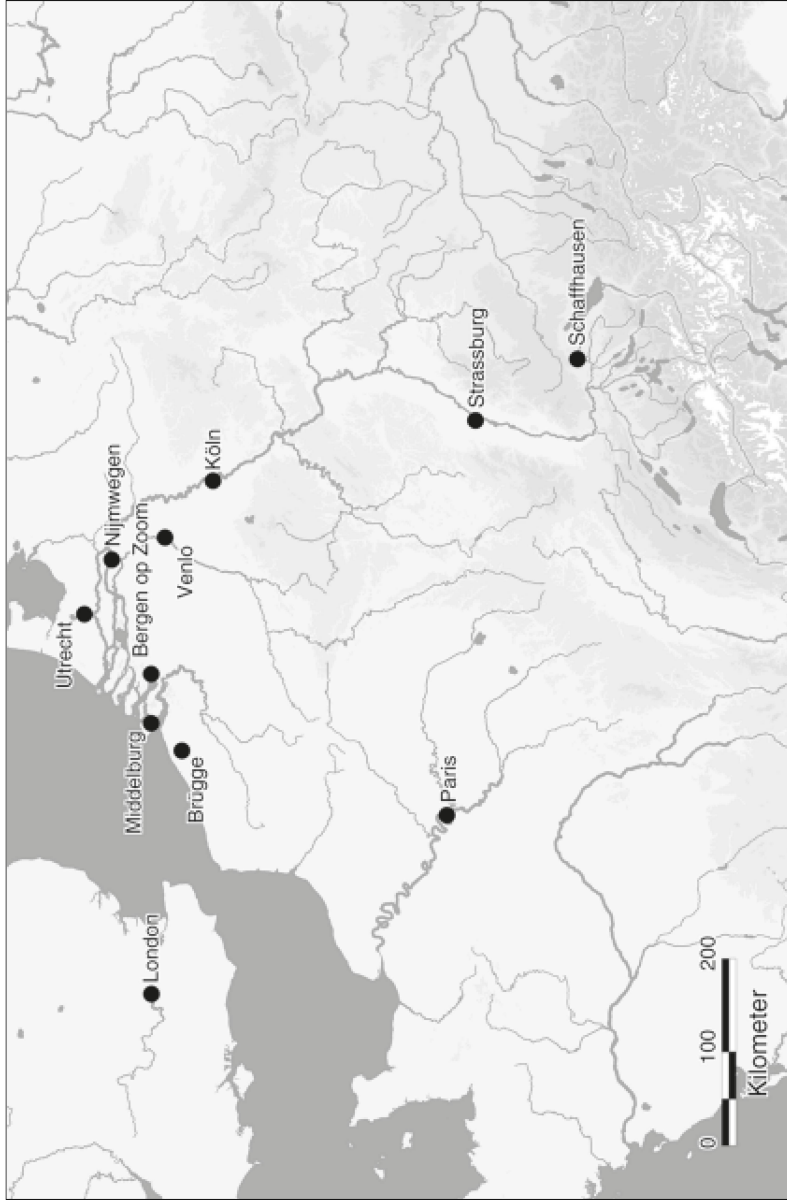 Utrecht
Nijmwegen
Bergen op Zoom
Middelburg
London
Venlo
Brügge
Köln
Paris
Strassburg
Schaffhausen
0 100 200
Kilometer